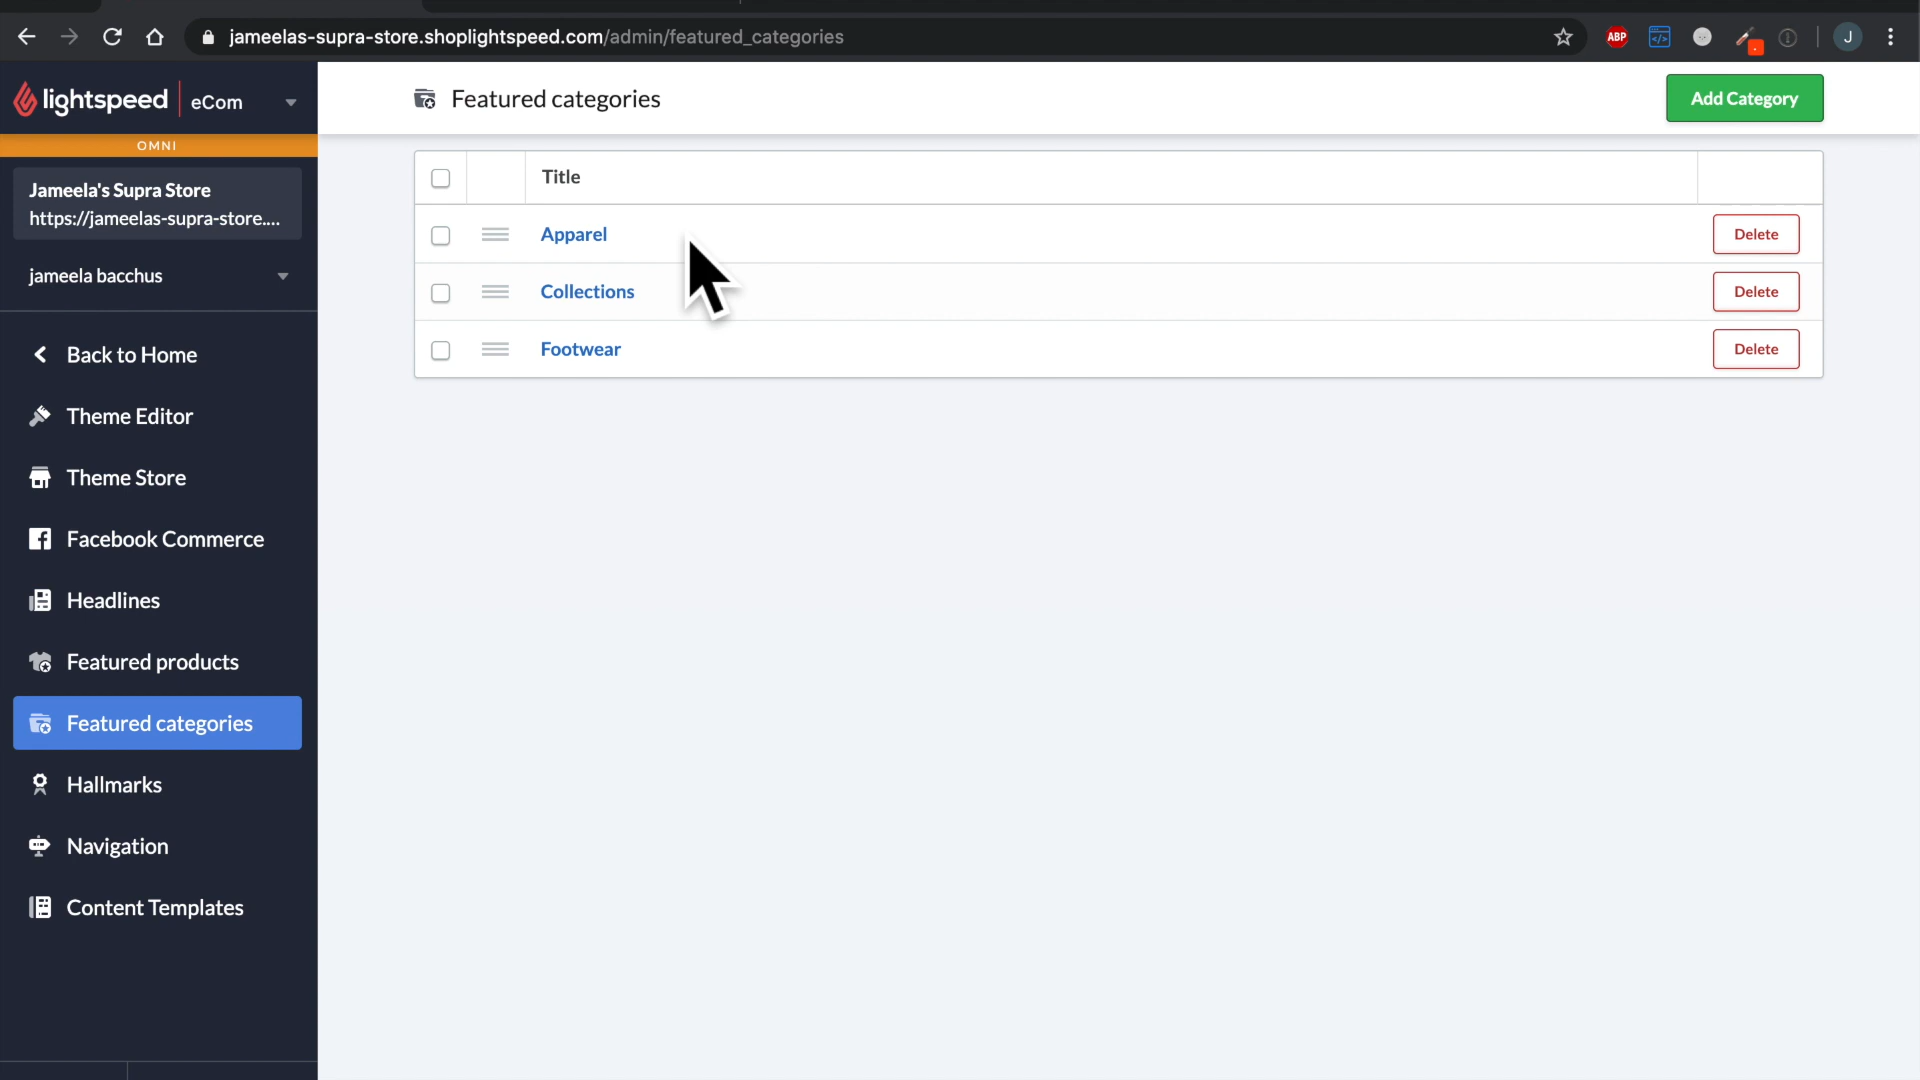 jameelas-supra-store.shoplightspeed.com/admin/featured_categories
ABP
J
lightspeed eCom
OMNI
Jameela's Supra Store
https://jameelas-supra-store....
jameela bacchus
Back to Home
Theme Editor
Theme Store
Facebook Commerce
Headlines
Featured products
Featured categories
Hallmarks
Navigation
Content Templates
Featured categories
Add Category
Title
Apparel
Delete
Collections
Delete
Footwear
Delete